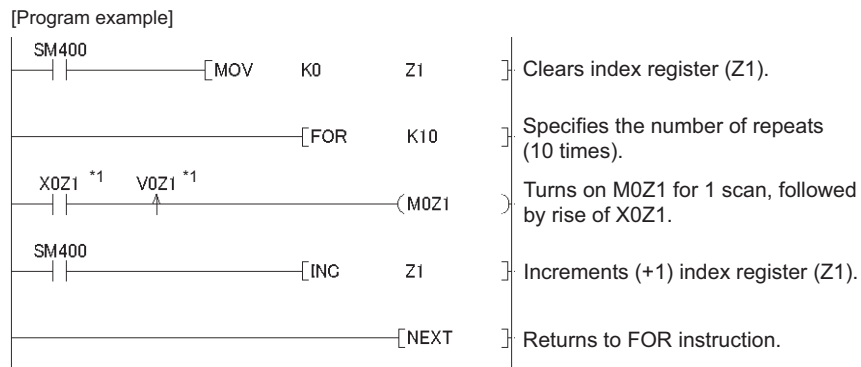 [Program example]
SM400
[MOV K0 Z1 ] Clears index register (Z1).
[FOR K10 ] Specifies the number of repeats
(10 times).
X0Z1 *1 V0Z1 *1
(M0Z1 ) Turns on M0Z1 for 1 scan, followed
by rise of X0Z1.
SM400
[INC Z1 ] Increments (+1) index register (Z1).
[NEXT ] Returns to FOR instruction.